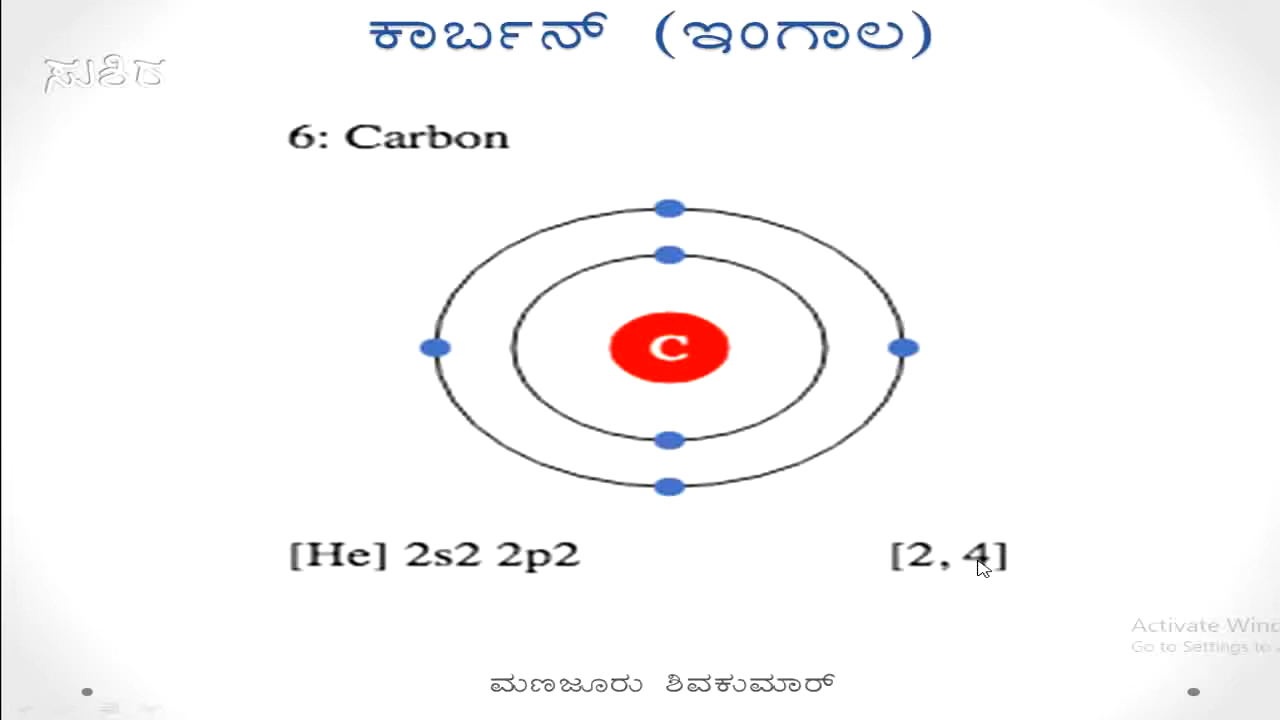 ಕಾರ್ಬನ್ (ಇಂಗಾಲ)
ಸುಶಿರ
6: Carbon
C
[He] 2s2 2p2 [2, 4]
Activate Wind
Go to Settings to
ಮಣಜೂರು ಶಿವಕುಮಾರ್